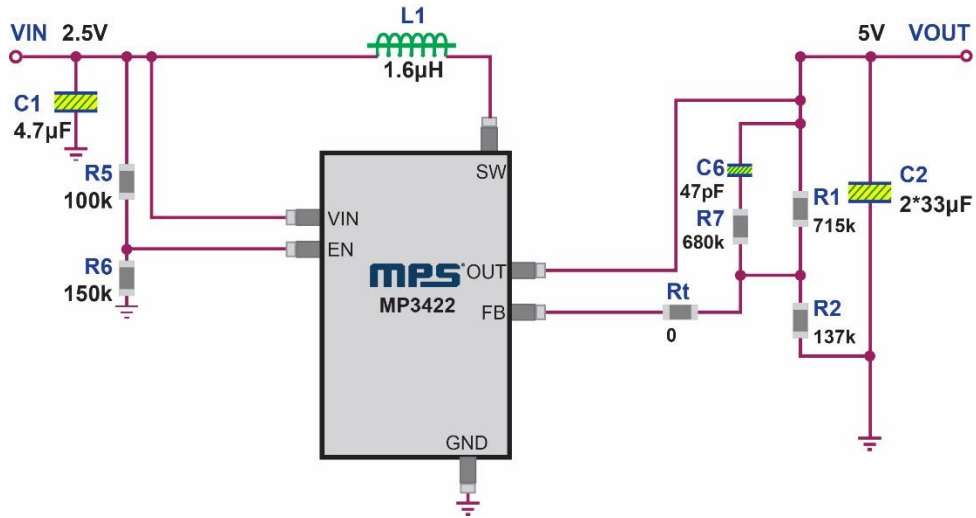 VIN 2.5V
L1
1.6µH
5V VOUT
C1
4.7µF
SW
R5
100k
C6
47pF
C2
2*33µF
R1
715k
VIN
R7
680k
EN
R6
150k
MPS®
OUT
MP3422
FB
Rt
0
R2
137k
GND